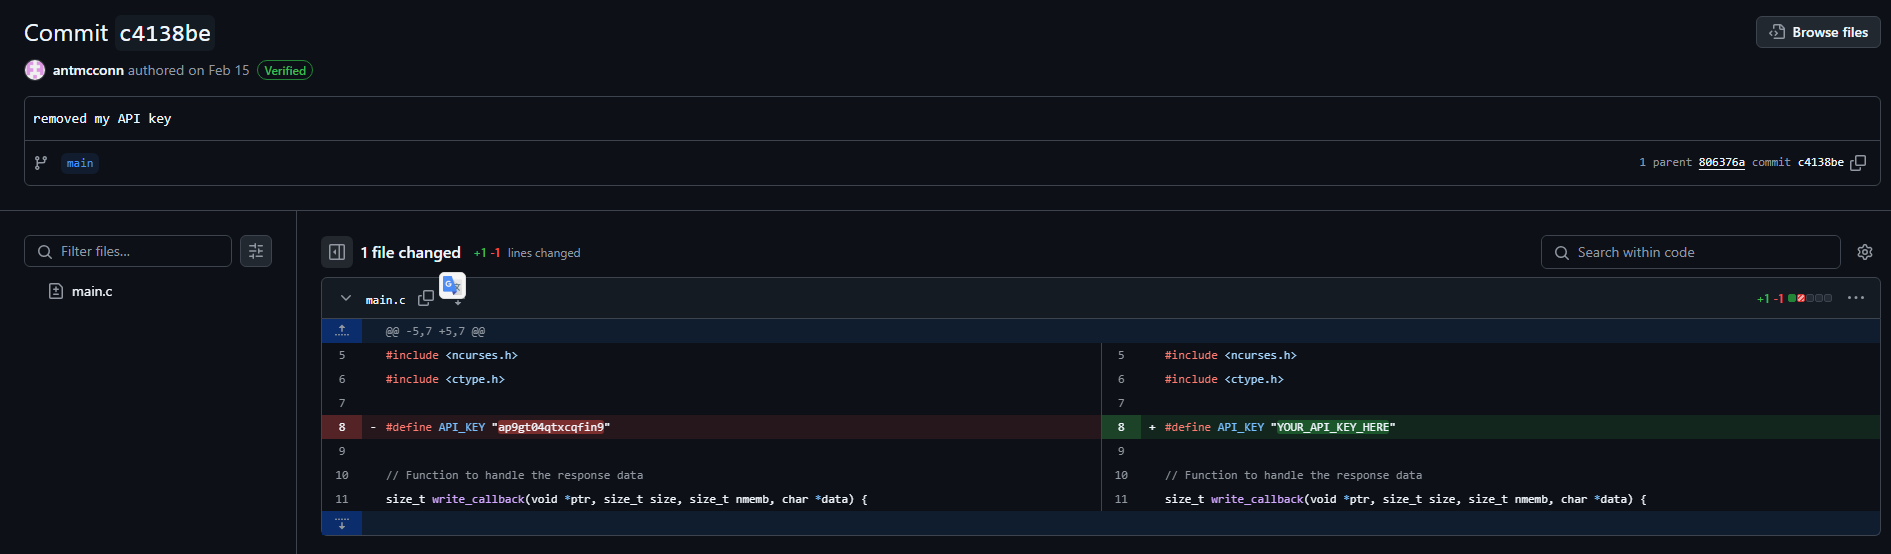 Commit c4138be
Browse files
antmcconn authored on Feb 15 Verified
removed my API key
main
1 parent 806376a commit c4138be
Filter files...
main.c
1 file changed +1 -1 lines changed
Search within code
main.c
+1 -1
@@ -5,7 +5,7 @@
5 #include <ncurses.h>
6 #include <ctype.h>
7
8 - #define API_KEY "ap9gt04qtxcqfin9"
9
10 // Function to handle the response data
11 size_t write_callback(void *ptr, size_t size, size_t nmemb, char *data) {
5 #include <ncurses.h>
6 #include <ctype.h>
7
8 + #define API_KEY "YOUR_API_KEY_HERE"
9
10 // Function to handle the response data
11 size_t write_callback(void *ptr, size_t size, size_t nmemb, char *data) {